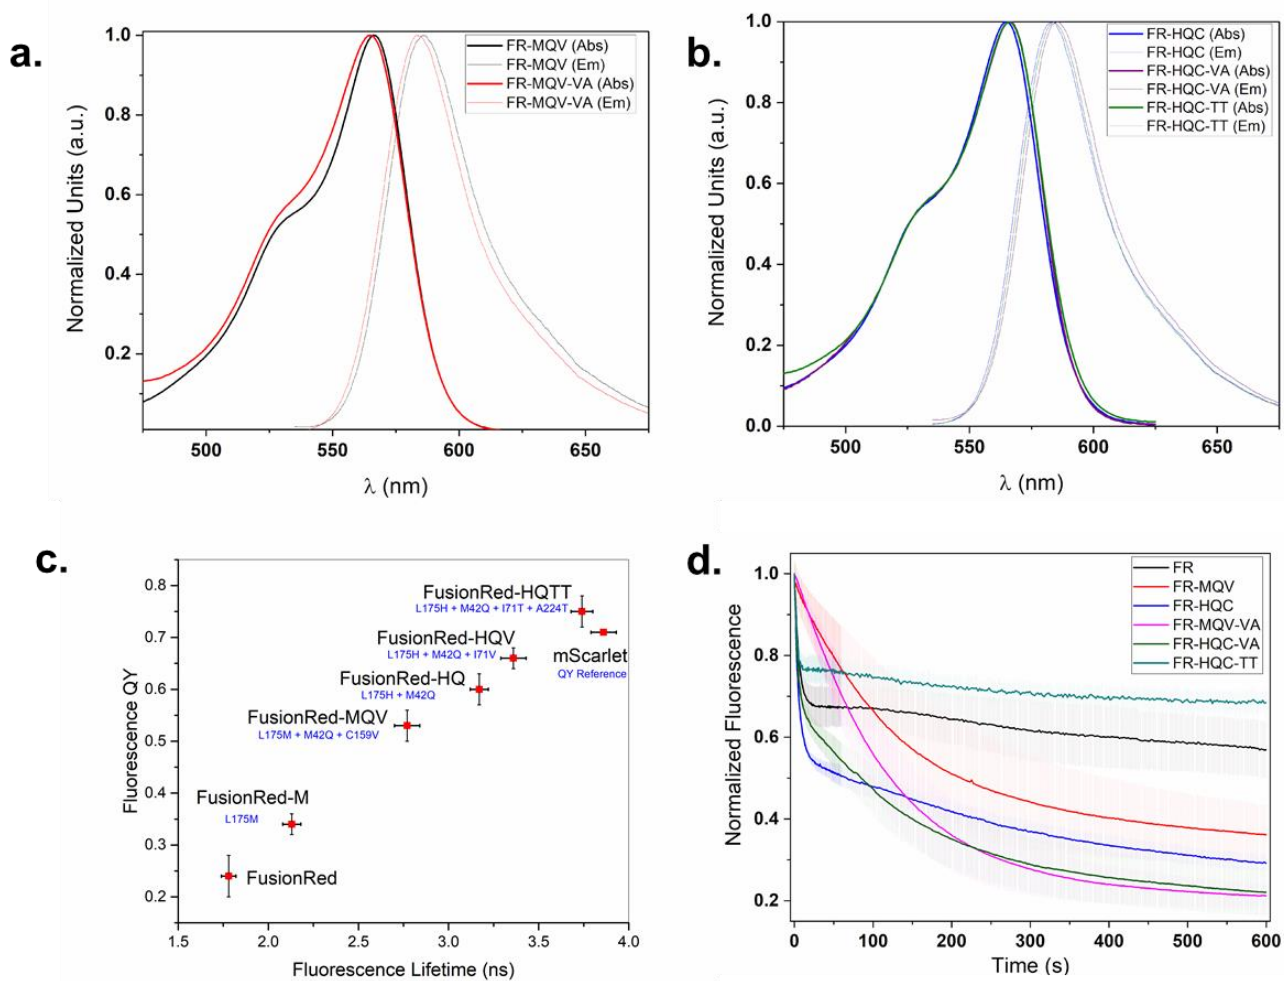 a.
FR-MQV (Abs)
FR-MQV (Em)
FR-MQV-VA (Abs)
FR-MQV-VA (Em)
1.0
0.8
0.6
0.4
0.2
Normalized Units (a.u.)
500
550
600
650
λ (nm)
b.
FR-HQC (Abs)
FR-HQC (Em)
FR-HQC-VA (Abs)
FR-HQC-VA (Em)
FR-HQC-TT (Abs)
FR-HQC-TT (Em)
1.0
0.8
0.6
0.4
0.2
0.0
Normalized Units (a.u.)
500
550
600
650
λ (nm)
c.
0.8
0.7
0.6
0.5
0.4
0.3
0.2
Fluorescence QY
FusionRed-HQTT
L175H + M42Q + I71T + A224T
FusionRed-HQV
L175H + M42Q + I71V
mScarlet
QY Reference
FusionRed-HQ
L175H + M42Q
FusionRed-MQV
L175M + M42Q + C159V
FusionRed-M
L175M
FusionRed
1.5
2.0
2.5
3.0
3.5
4.0
Fluorescence Lifetime (ns)
d.
FR
FR-MQV
FR-HQC
FR-MQV-VA
FR-HQC-VA
FR-HQC-TT
1.0
0.8
0.6
0.4
0.2
Normalized Fluorescence
0
100
200
300
400
500
600
Time (s)